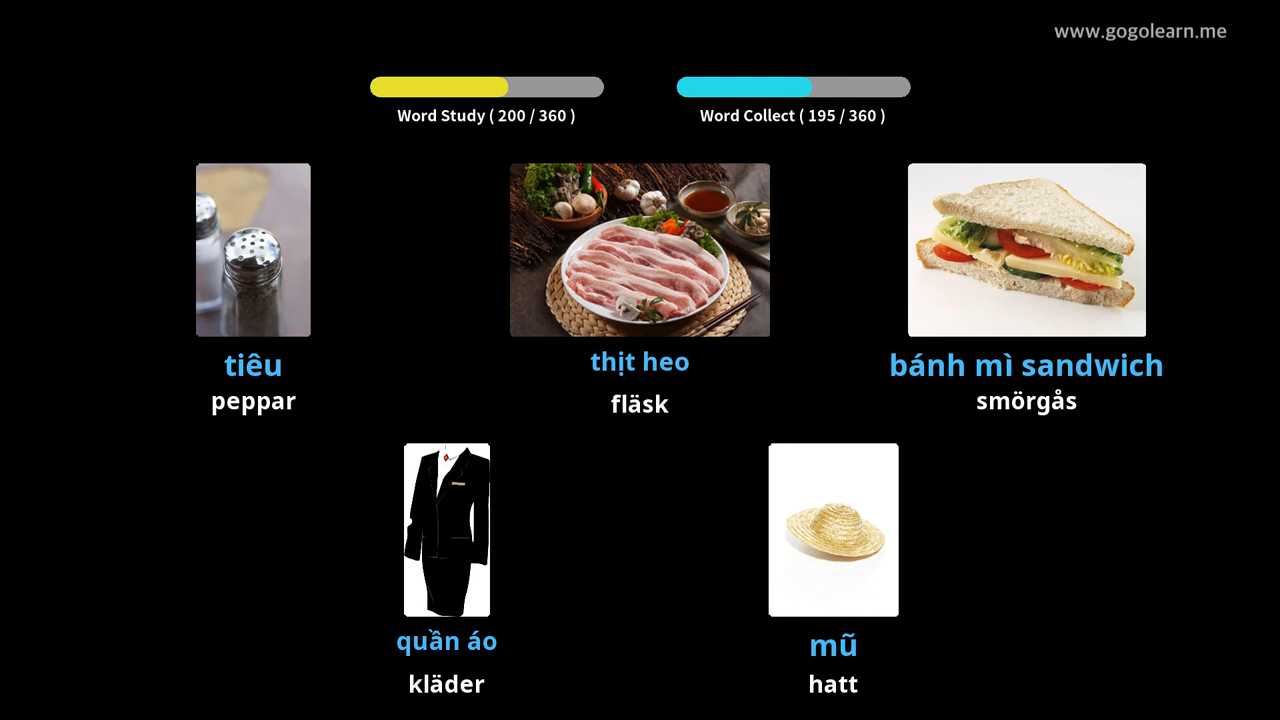 www.gogolearn.me
Word Study ( 200 / 360 )
Word Collect ( 195 / 360 )
tiêu
peppar
thịt heo
fläsk
bánh mì sandwich
smörgås
quần áo
kläder
mũ
hatt